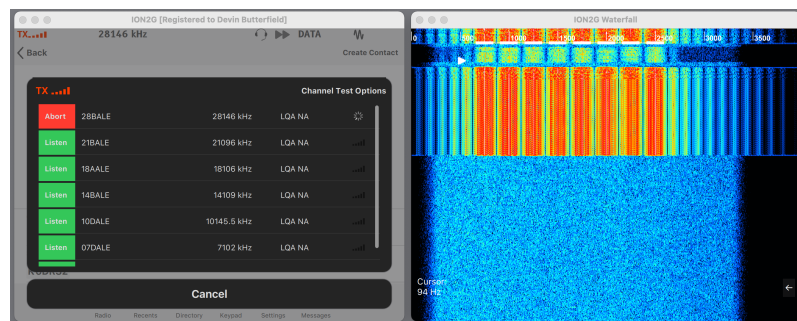 ION2G [Registered to Devin Butterfield]
TX 28146 kHz DATA
Back Create Contact
TX Channel Test Options
Abort 28BALE 28146 kHz LQA NA
Listen 21BALE 21096 kHz LQA NA
Listen 18AALE 18106 kHz LQA NA
Listen 14BALE 14109 kHz LQA NA
Listen 10DALE 10145.5 kHz LQA NA
Listen 07DALE 7102 kHz LQA NA
Cancel
Radio Recents Directory Keypad Settings Messages
ION2G Waterfall
0 500 1000 1500 2000 2500 3000 3500
Cursor
94 Hz